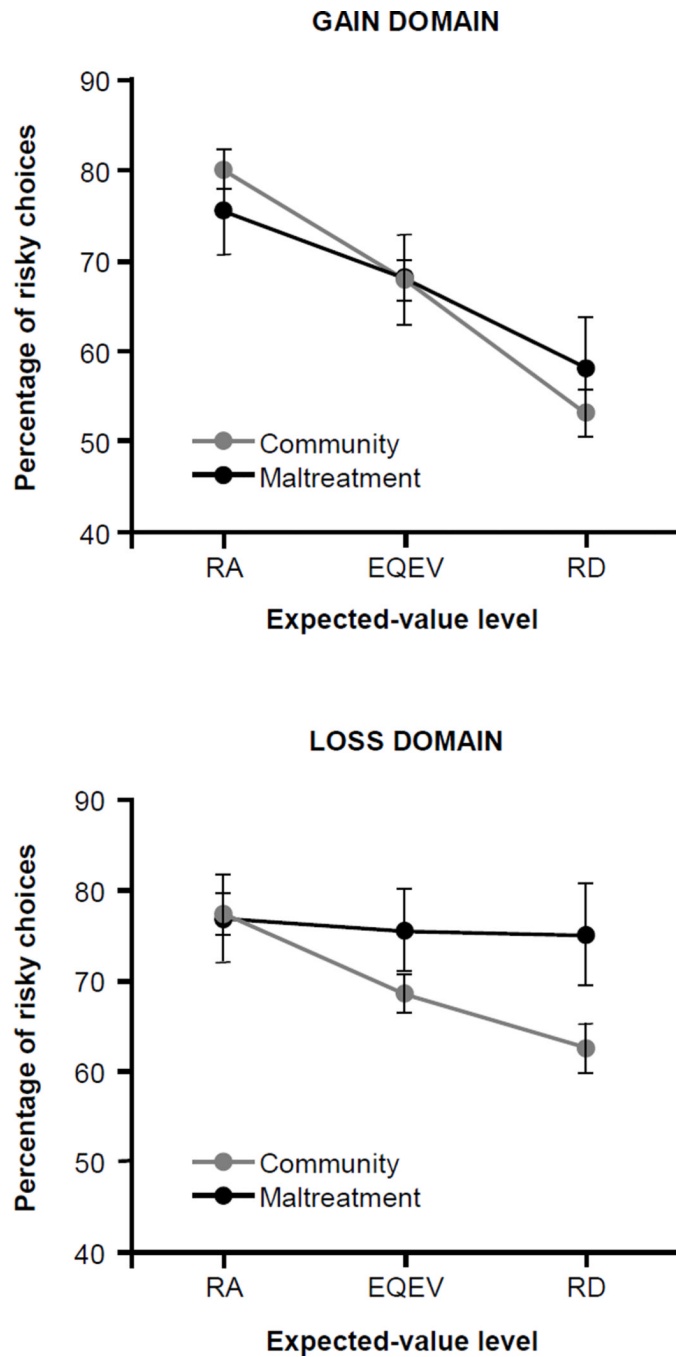 GAIN DOMAIN
Percentage of risky choices
90
80
70
60
50
40
Community
Maltreatment
RA EQEV RD
Expected-value level
LOSS DOMAIN
Percentage of risky choices
90
80
70
60
50
40
Community
Maltreatment
RA EQEV RD
Expected-value level